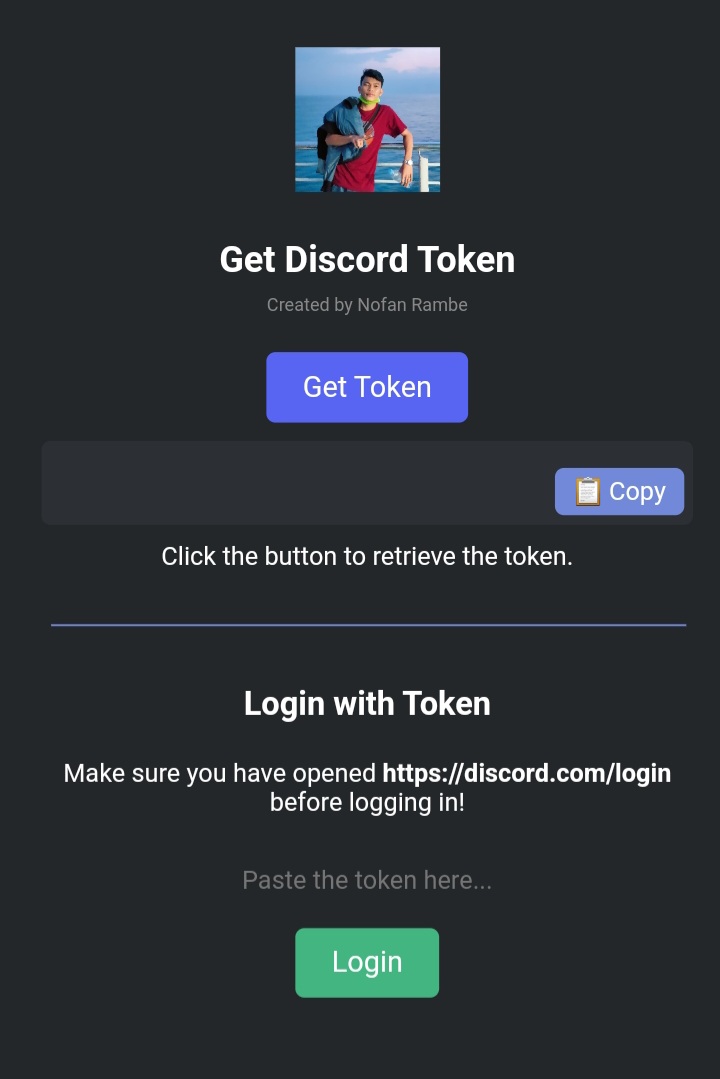 Get Discord Token
Created by Nofan Rambe
Get Token
📋 Copy
Click the button to retrieve the token.
Login with Token
Make sure you have opened https://discord.com/login
before logging in!
Paste the token here...
Login